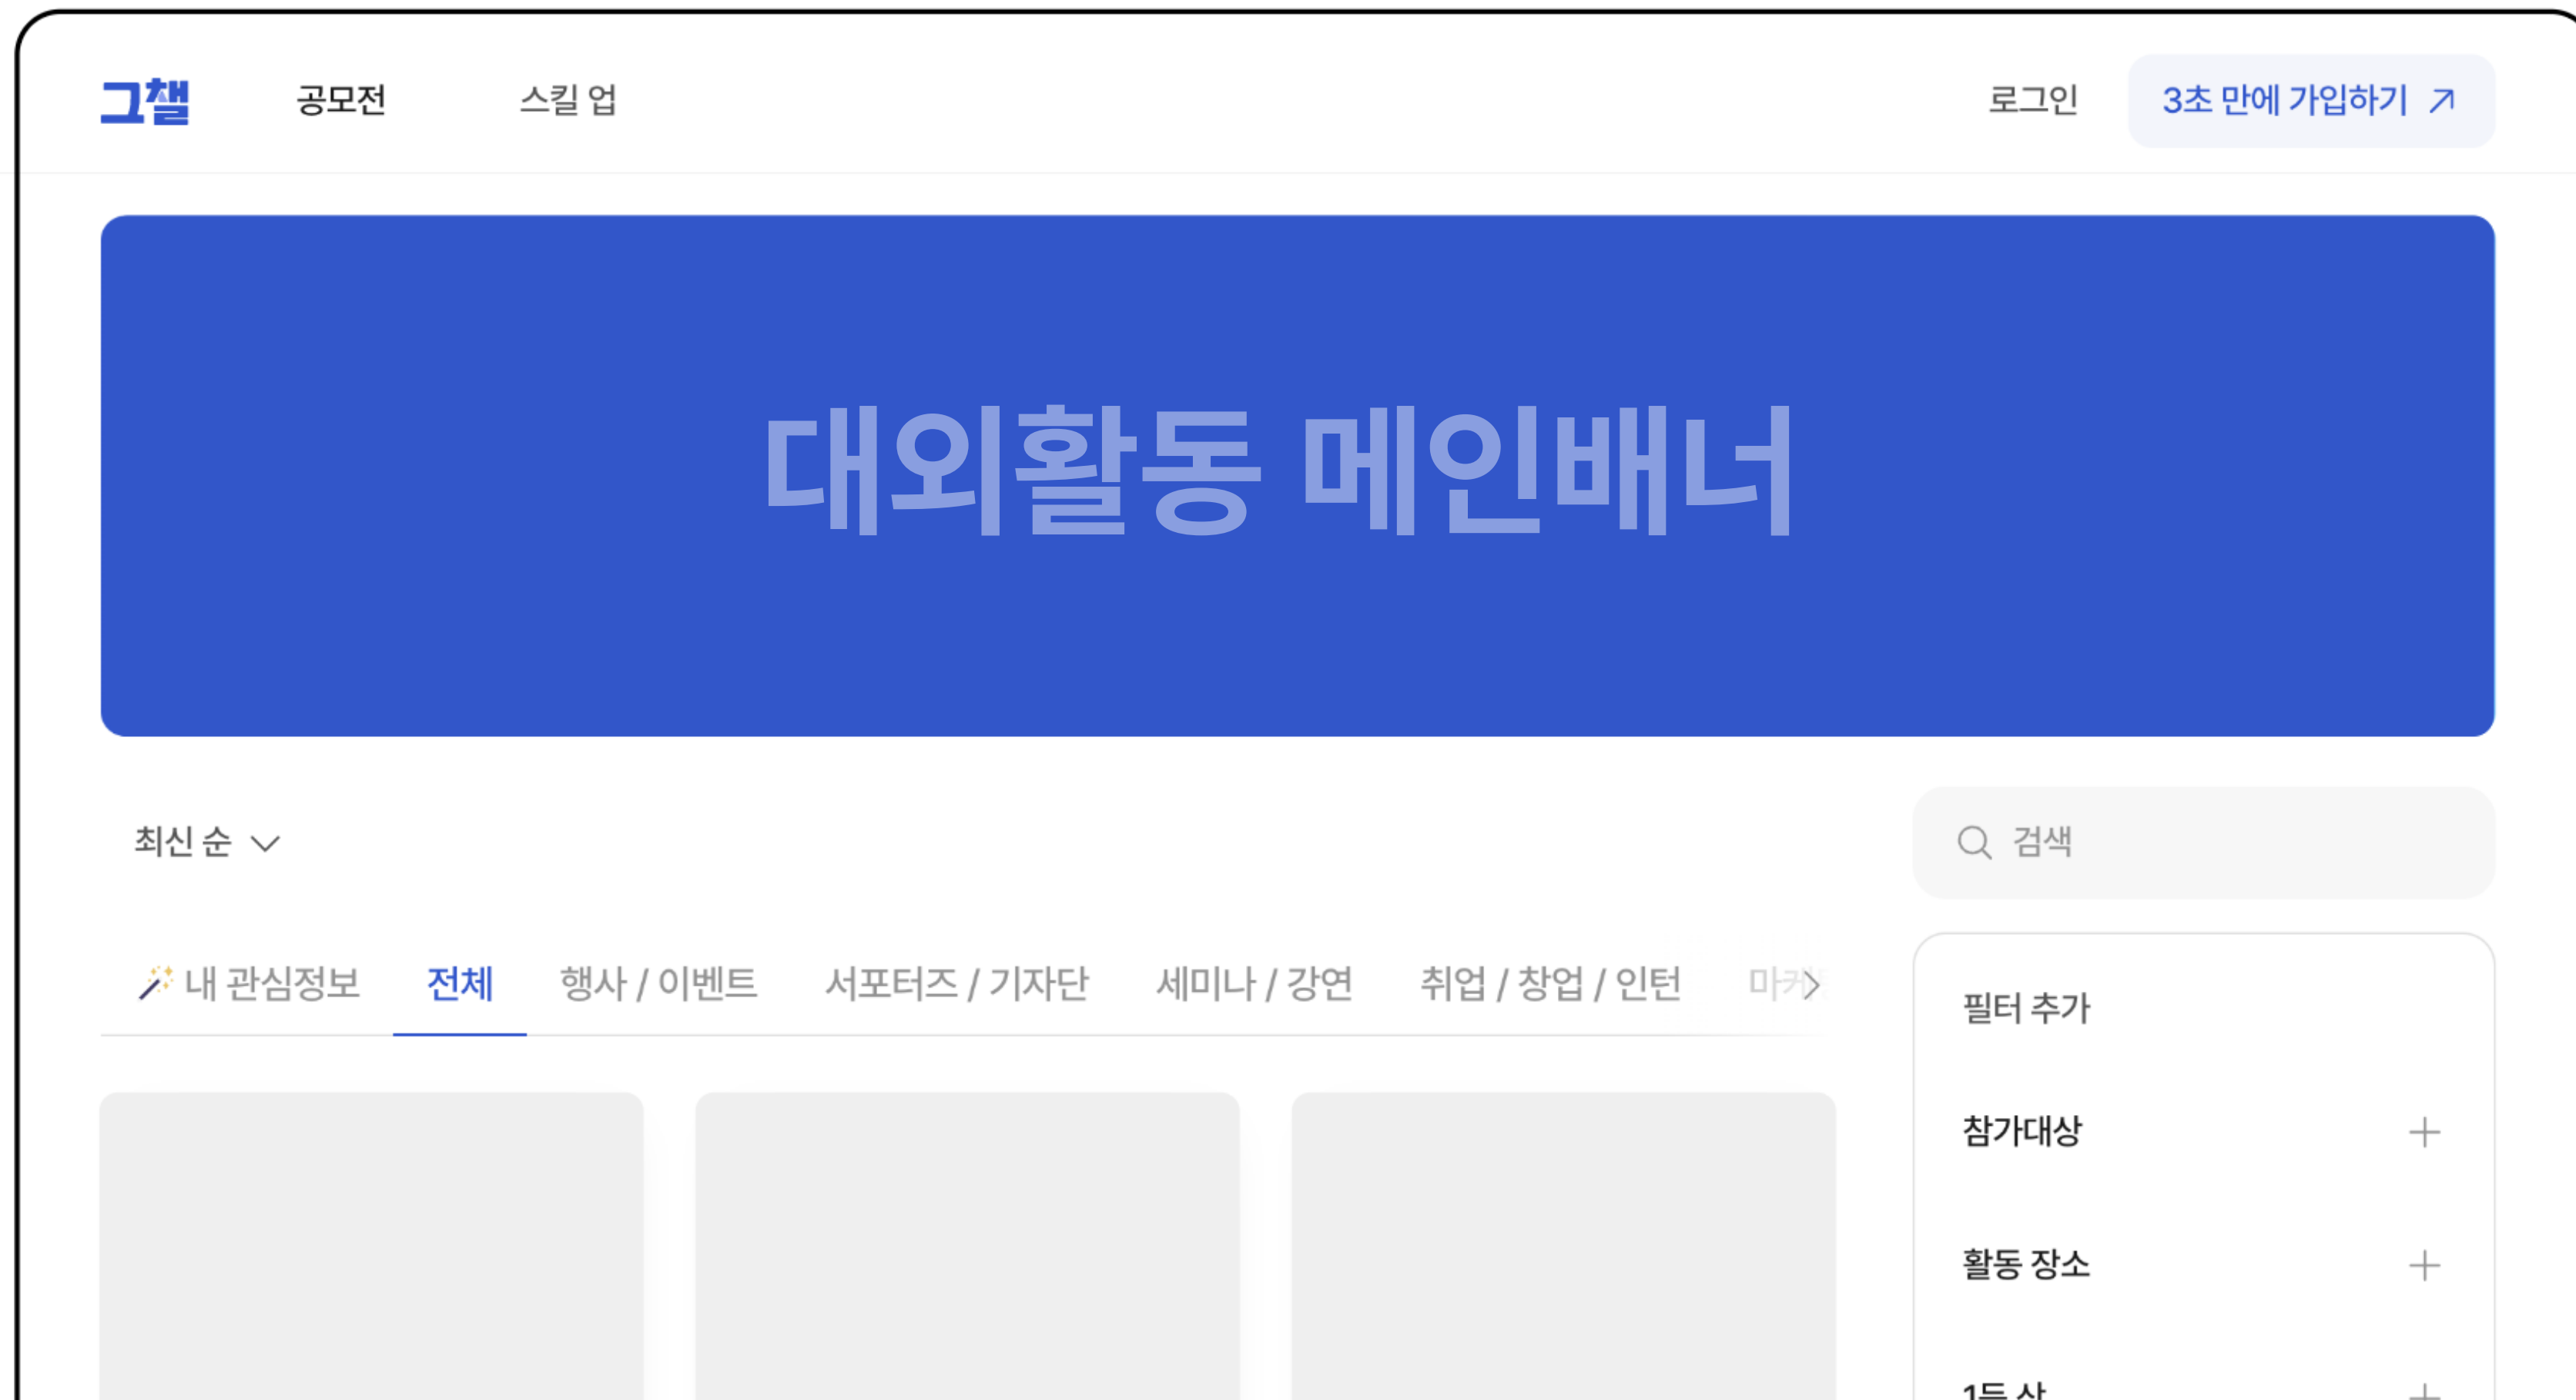 그챌 공모전 스킬 업 로그인 3초 만에 가입하기
대외활동 메인배너
최신 순 검색
내 관심정보 전체 행사 / 이벤트 서포터즈 / 기자단 세미나 / 강연 취업 / 창업 / 인턴
필터 추가
참가대상
활동 장소